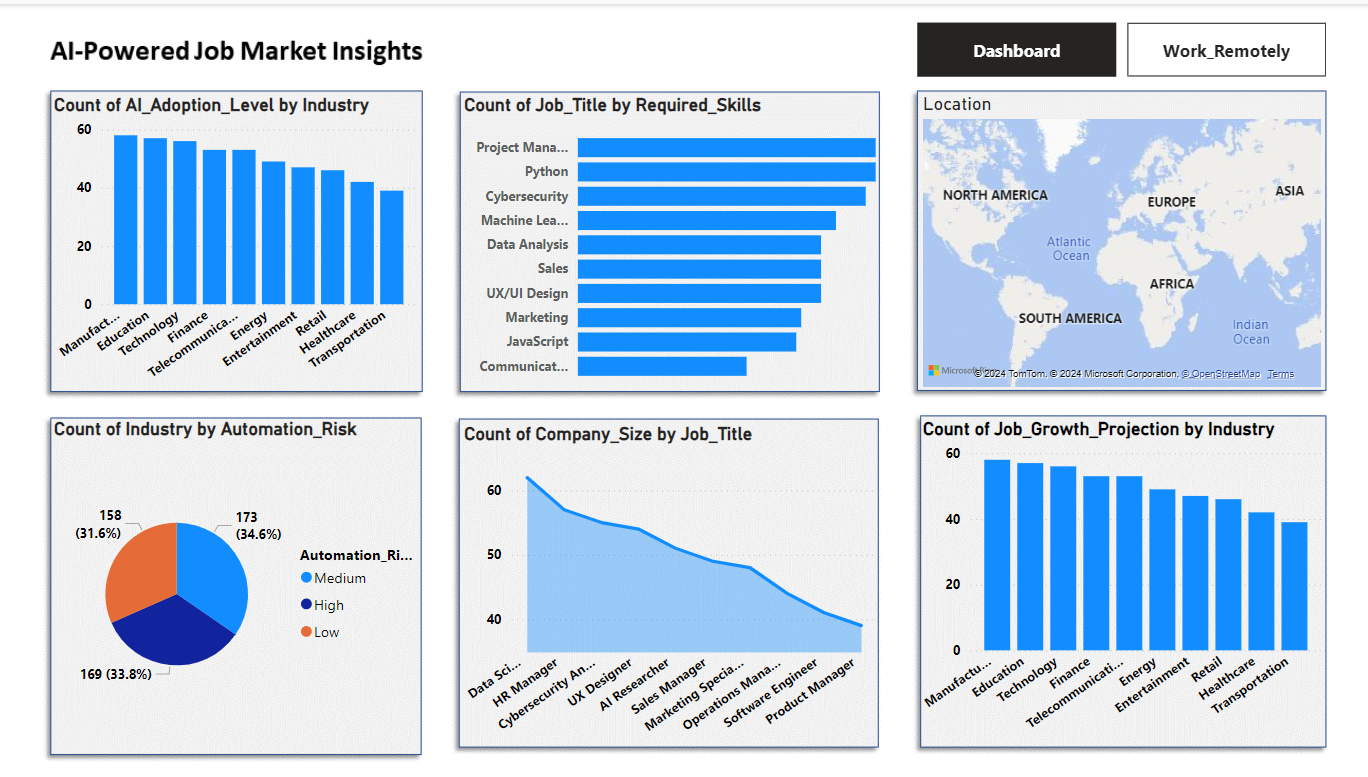 AI-Powered Job Market Insights
Dashboard
Work_Remotely
Count of AI_Adoption_Level by Industry
60
40
20
0
Manufact...
Education
Technology
Finance
Telecommunica...
Energy
Entertainment
Retail
Healthcare
Transportation
Count of Job_Title by Required_Skills
Project Mana...
Python
Cybersecurity
Machine Lea...
Data Analysis
Sales
UX/UI Design
Marketing
JavaScript
Communicat...
Location
NORTH AMERICA
EUROPE
ASIA
Atlantic
Ocean
AFRICA
SOUTH AMERICA
Indian
Ocean
Microsoft
© 2024 TomTom, © 2024 Microsoft Corporation, © OpenStreetMap Terms
Count of Industry by Automation_Risk
158
(31.6%)
173
(34.6%)
169 (33.8%)
Automation_Ri...
Medium
High
Low
Count of Company_Size by Job_Title
60
50
40
Data Sci...
HR Manager
Cybersecurity An...
UX Designer
AI Researcher
Sales Manager
Marketing Specia...
Operations Mana...
Software Engineer
Product Manager
Count of Job_Growth_Projection by Industry
60
40
20
0
Manufactu...
Education
Technology
Finance
Telecommunicati...
Energy
Entertainment
Retail
Healthcare
Transportation